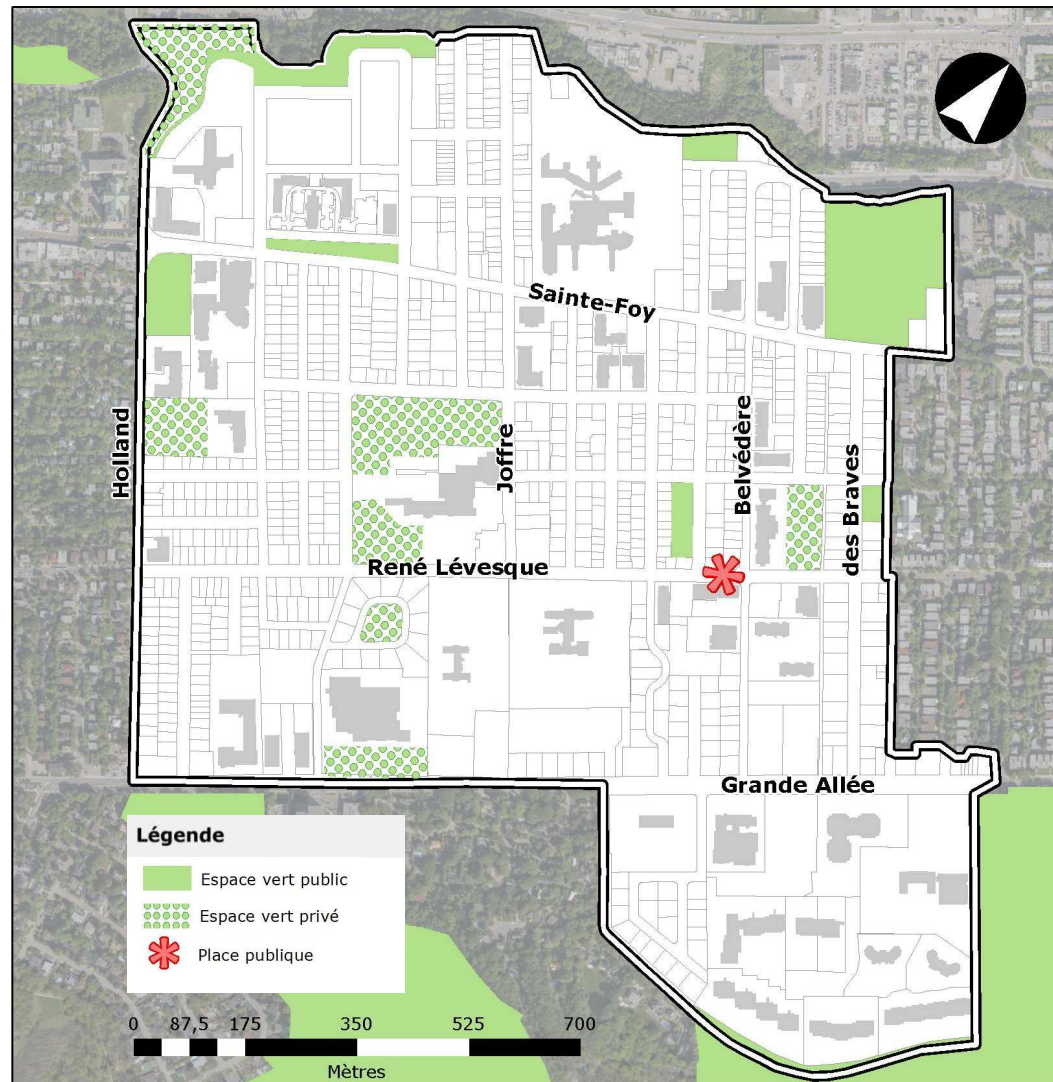 Sainte-Foy
Holland
Joffre
Belvédère
des Braves
René Lévesque
Grande Allée
Légende
Espace vert public
Espace vert privé
Place publique
0 87,5 175 350 525 700
Mètres